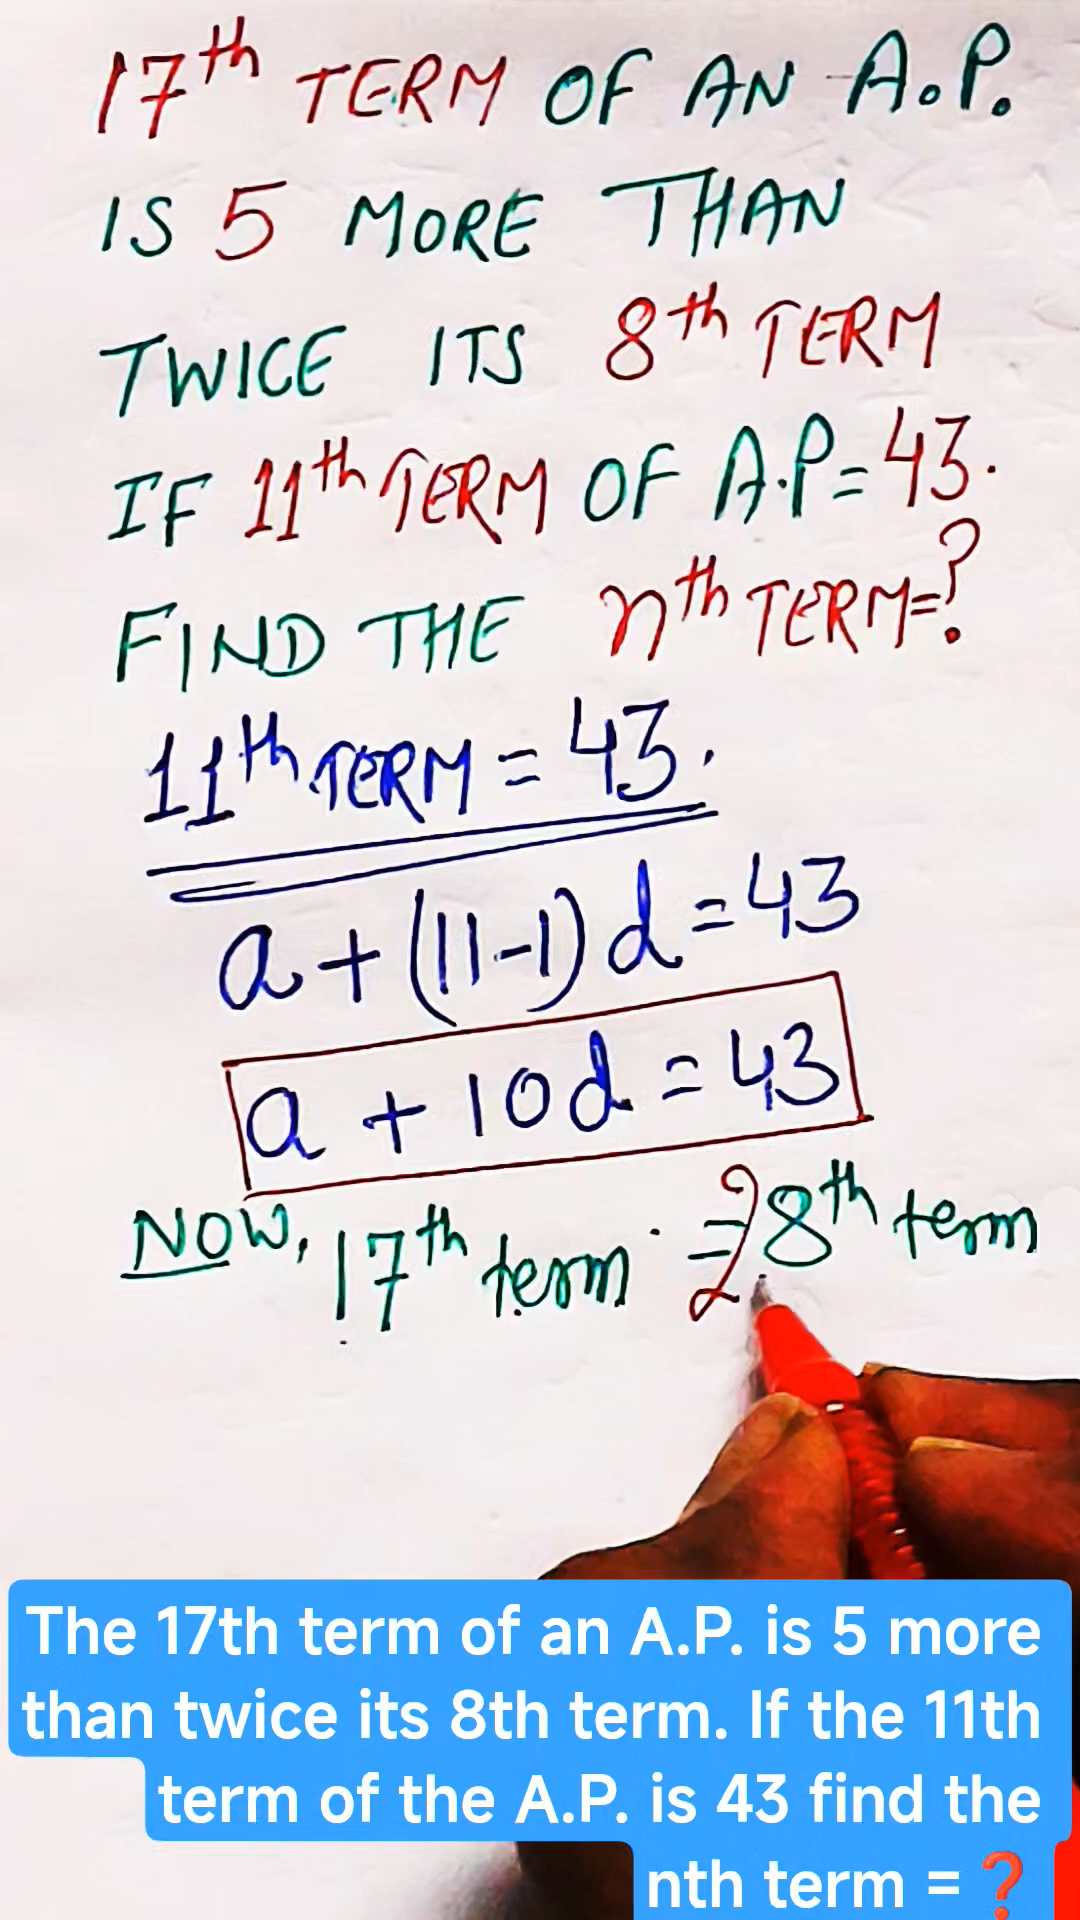 17th TERM OF AN A.P.
IS 5 MORE THAN
TWICE ITS 8th TERM
IF 11th TERM OF A.P = 43.
FIND THE nth TERM=?
11th TERM = 43.
a + (11-1) d = 43
a + 10d = 43
NOW, 17th term = 2 8th term
The 17th term of an A.P. is 5 more
than twice its 8th term. If the 11th
term of the A.P. is 43 find the
nth term = ❓